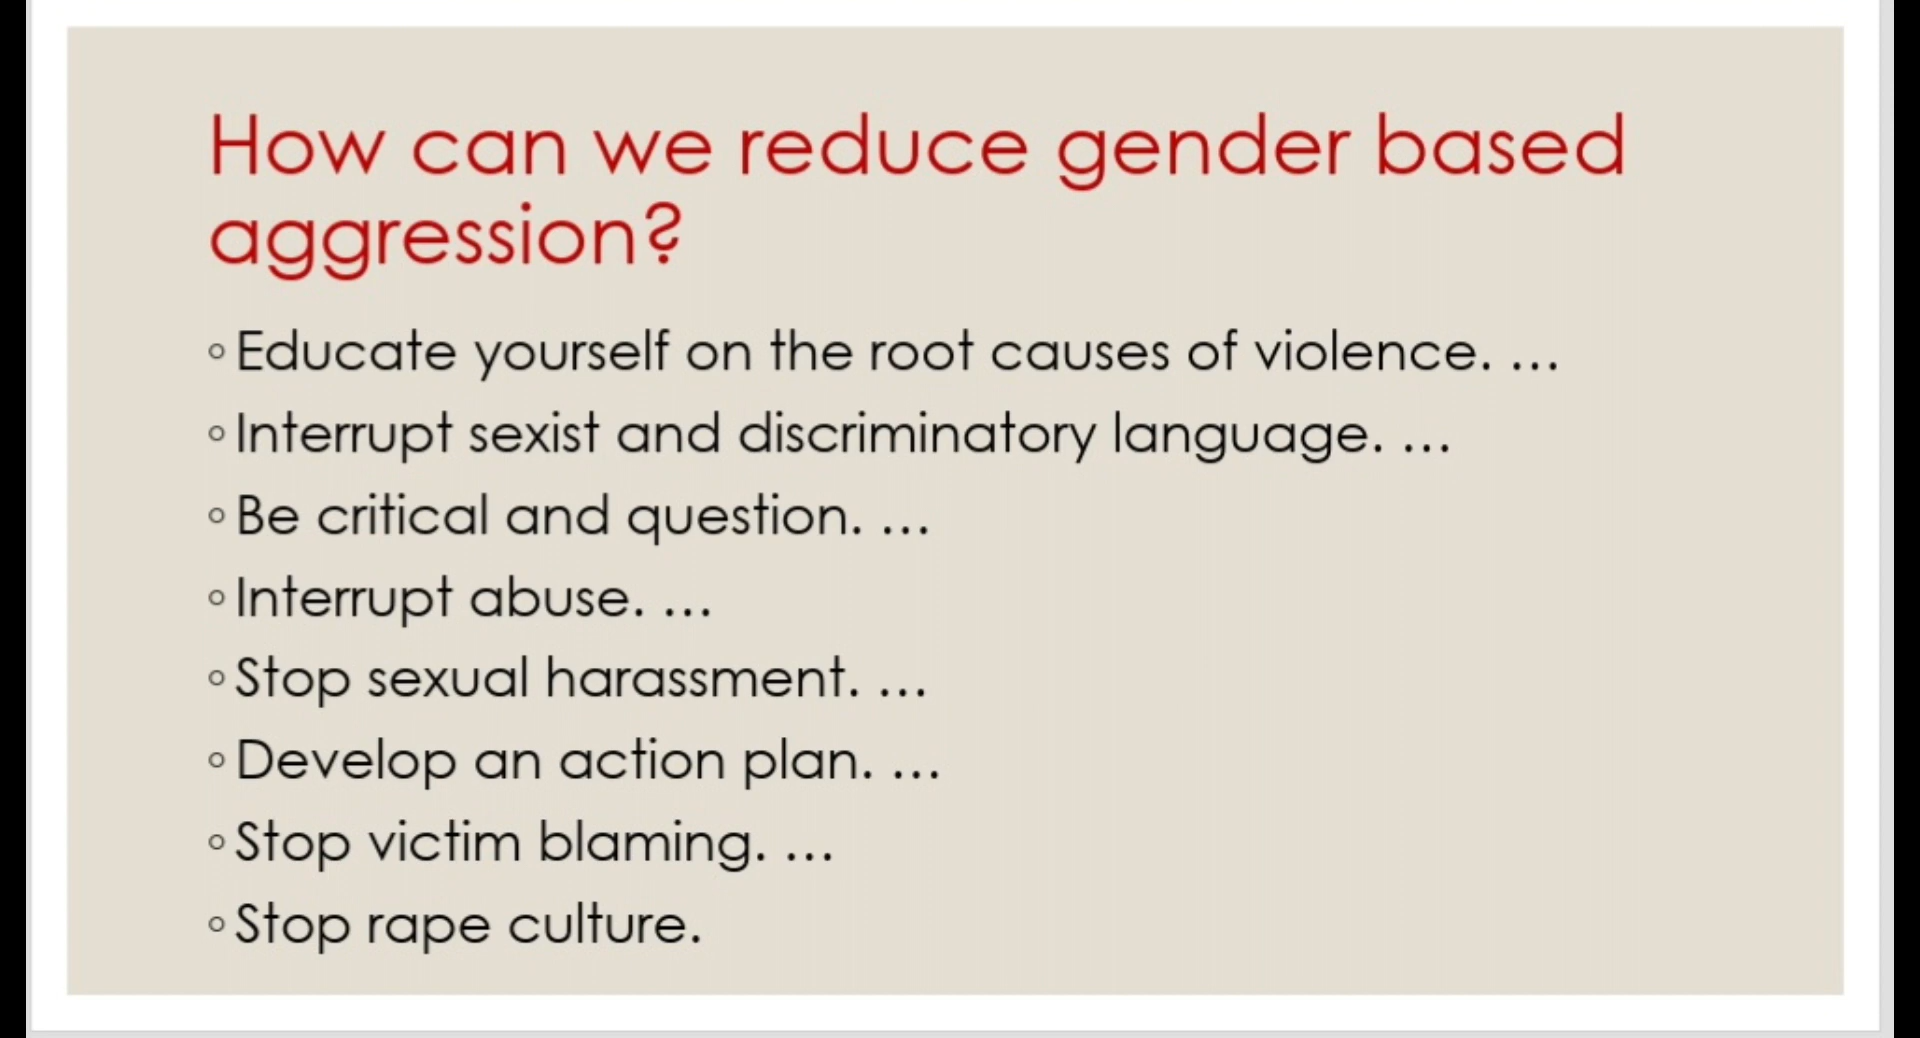 How can we reduce gender based
aggression?
◦ Educate yourself on the root causes of violence. ...
◦ Interrupt sexist and discriminatory language. ...
◦ Be critical and question. ...
◦ Interrupt abuse. ...
◦ Stop sexual harassment. ...
◦ Develop an action plan. ...
◦ Stop victim blaming. ...
◦ Stop rape culture.